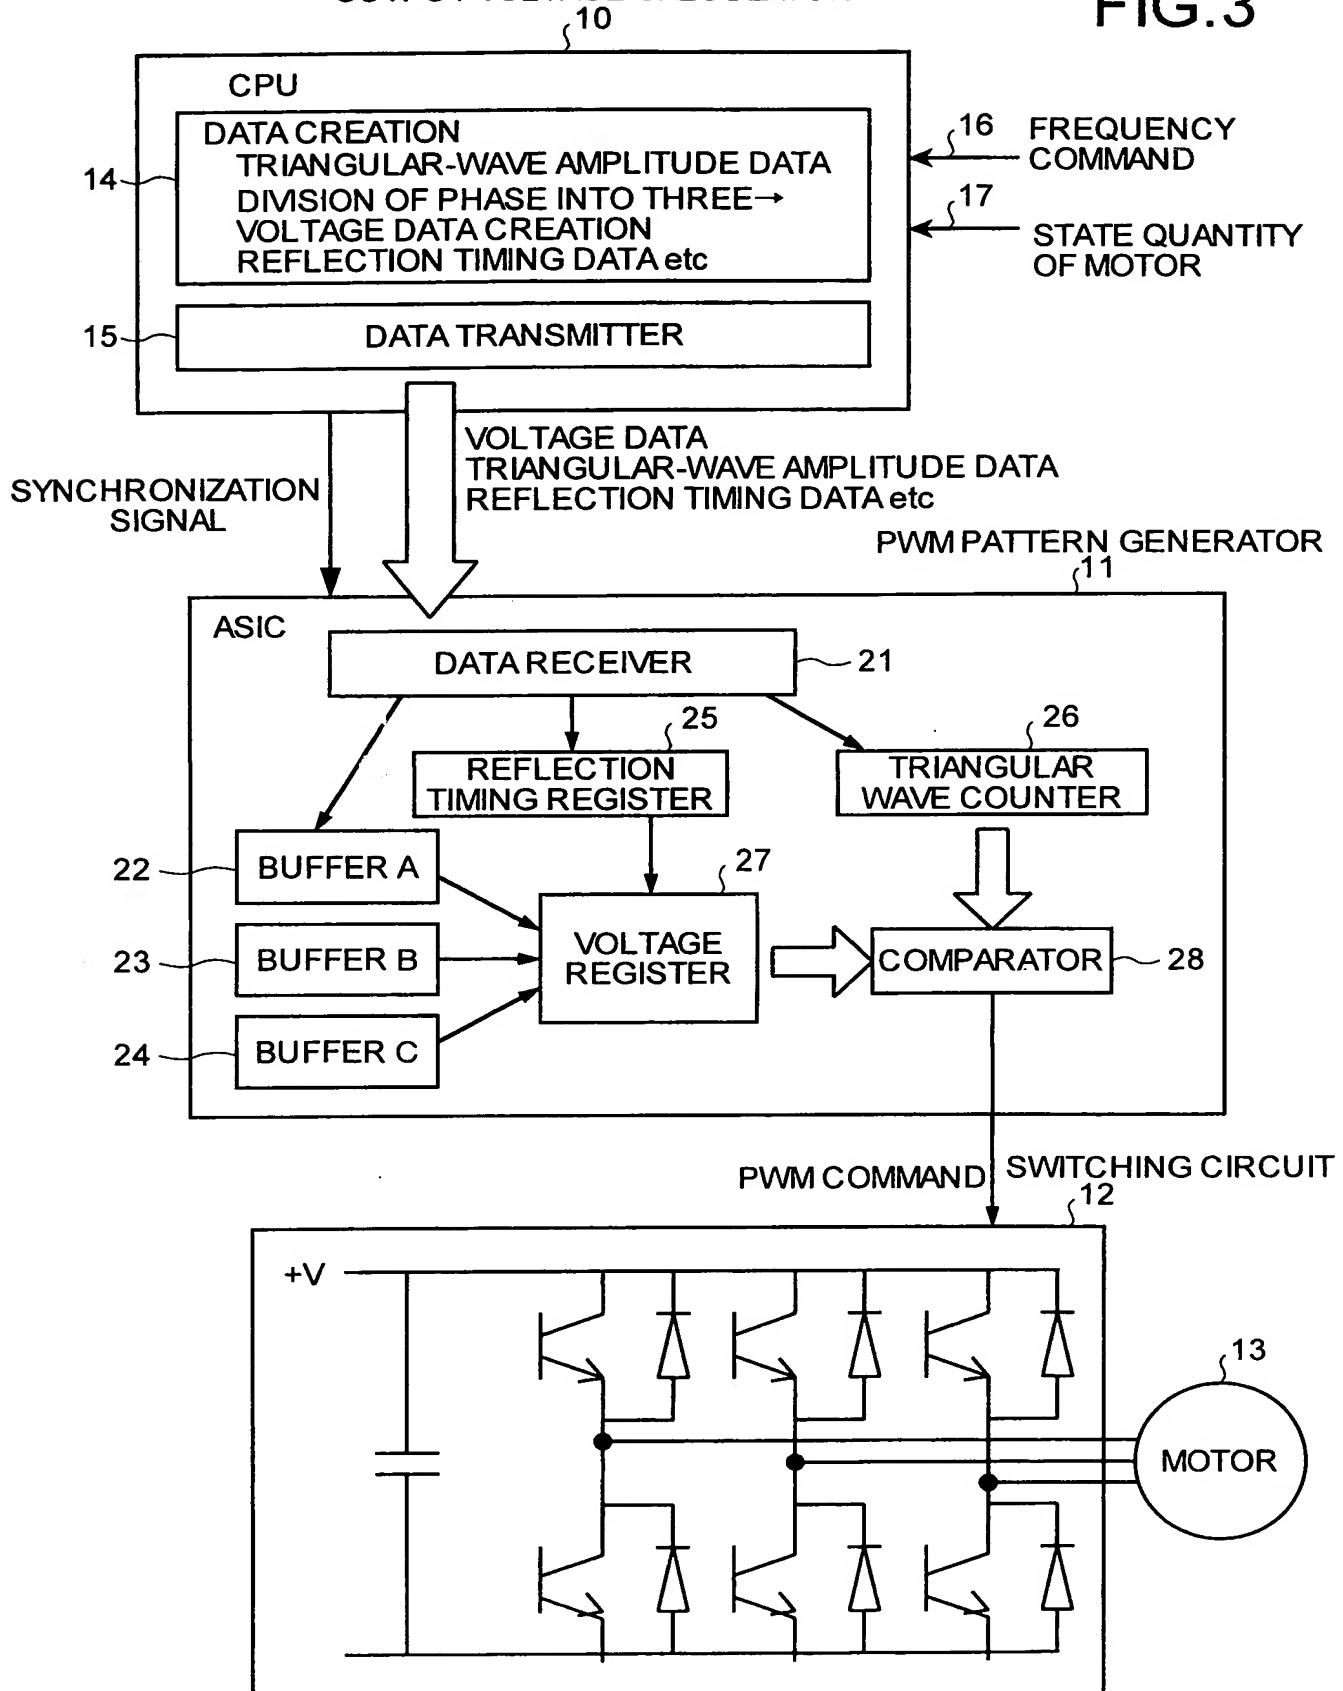 FIG.3
10
CPU
DATA CREATION
TRIANGULAR-WAVE AMPLITUDE DATA
DIVISION OF PHASE INTO THREE→
VOLTAGE DATA CREATION
REFLECTION TIMING DATA etc
14
15
DATA TRANSMITTER
16
FREQUENCY
COMMAND
17
STATE QUANTITY
OF MOTOR
SYNCHRONIZATION
SIGNAL
VOLTAGE DATA
TRIANGULAR-WAVE AMPLITUDE DATA
REFLECTION TIMING DATA etc
PWM PATTERN GENERATOR
11
ASIC
DATA RECEIVER
21
25
26
REFLECTION
TIMING REGISTER
TRIANGULAR
WAVE COUNTER
22
BUFFER A
27
23
BUFFER B
VOLTAGE
REGISTER
COMPARATOR
28
24
BUFFER C
PWM COMMAND
SWITCHING CIRCUIT
12
+V
13
MOTOR